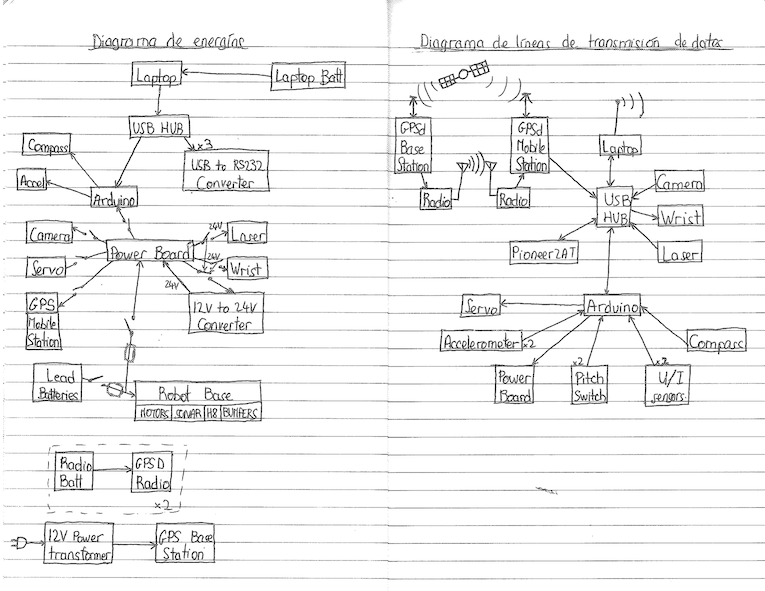 Diagrama de energías
Laptop
Laptop Batt
USB HUB
x3
Compass
USB to RS232
Converter
Accel
Arduino
Camera
24V
Laser
Power Board
24V
Servo
Wrist
24V
GPS
Mobile
Station
12V to 24V
Converter
Lead
Batteries
Robot Base
MOTORS SONAR H8 BUMPERS
Radio
Batt
GPSD
Radio
x2
12V Power
transformer
GPS Base
Station
Diagrama de líneas de transmisión de datos
GPSd
Base
Station
GPSd
Mobile
Station
Laptop
Radio
Radio
USB
HUB
Camera
Wrist
Pioneer2AT
Laser
Servo
Arduino
Accelerometer x2
Compass
Power
Board
x2
Pitch
Switch
U/I
sensors